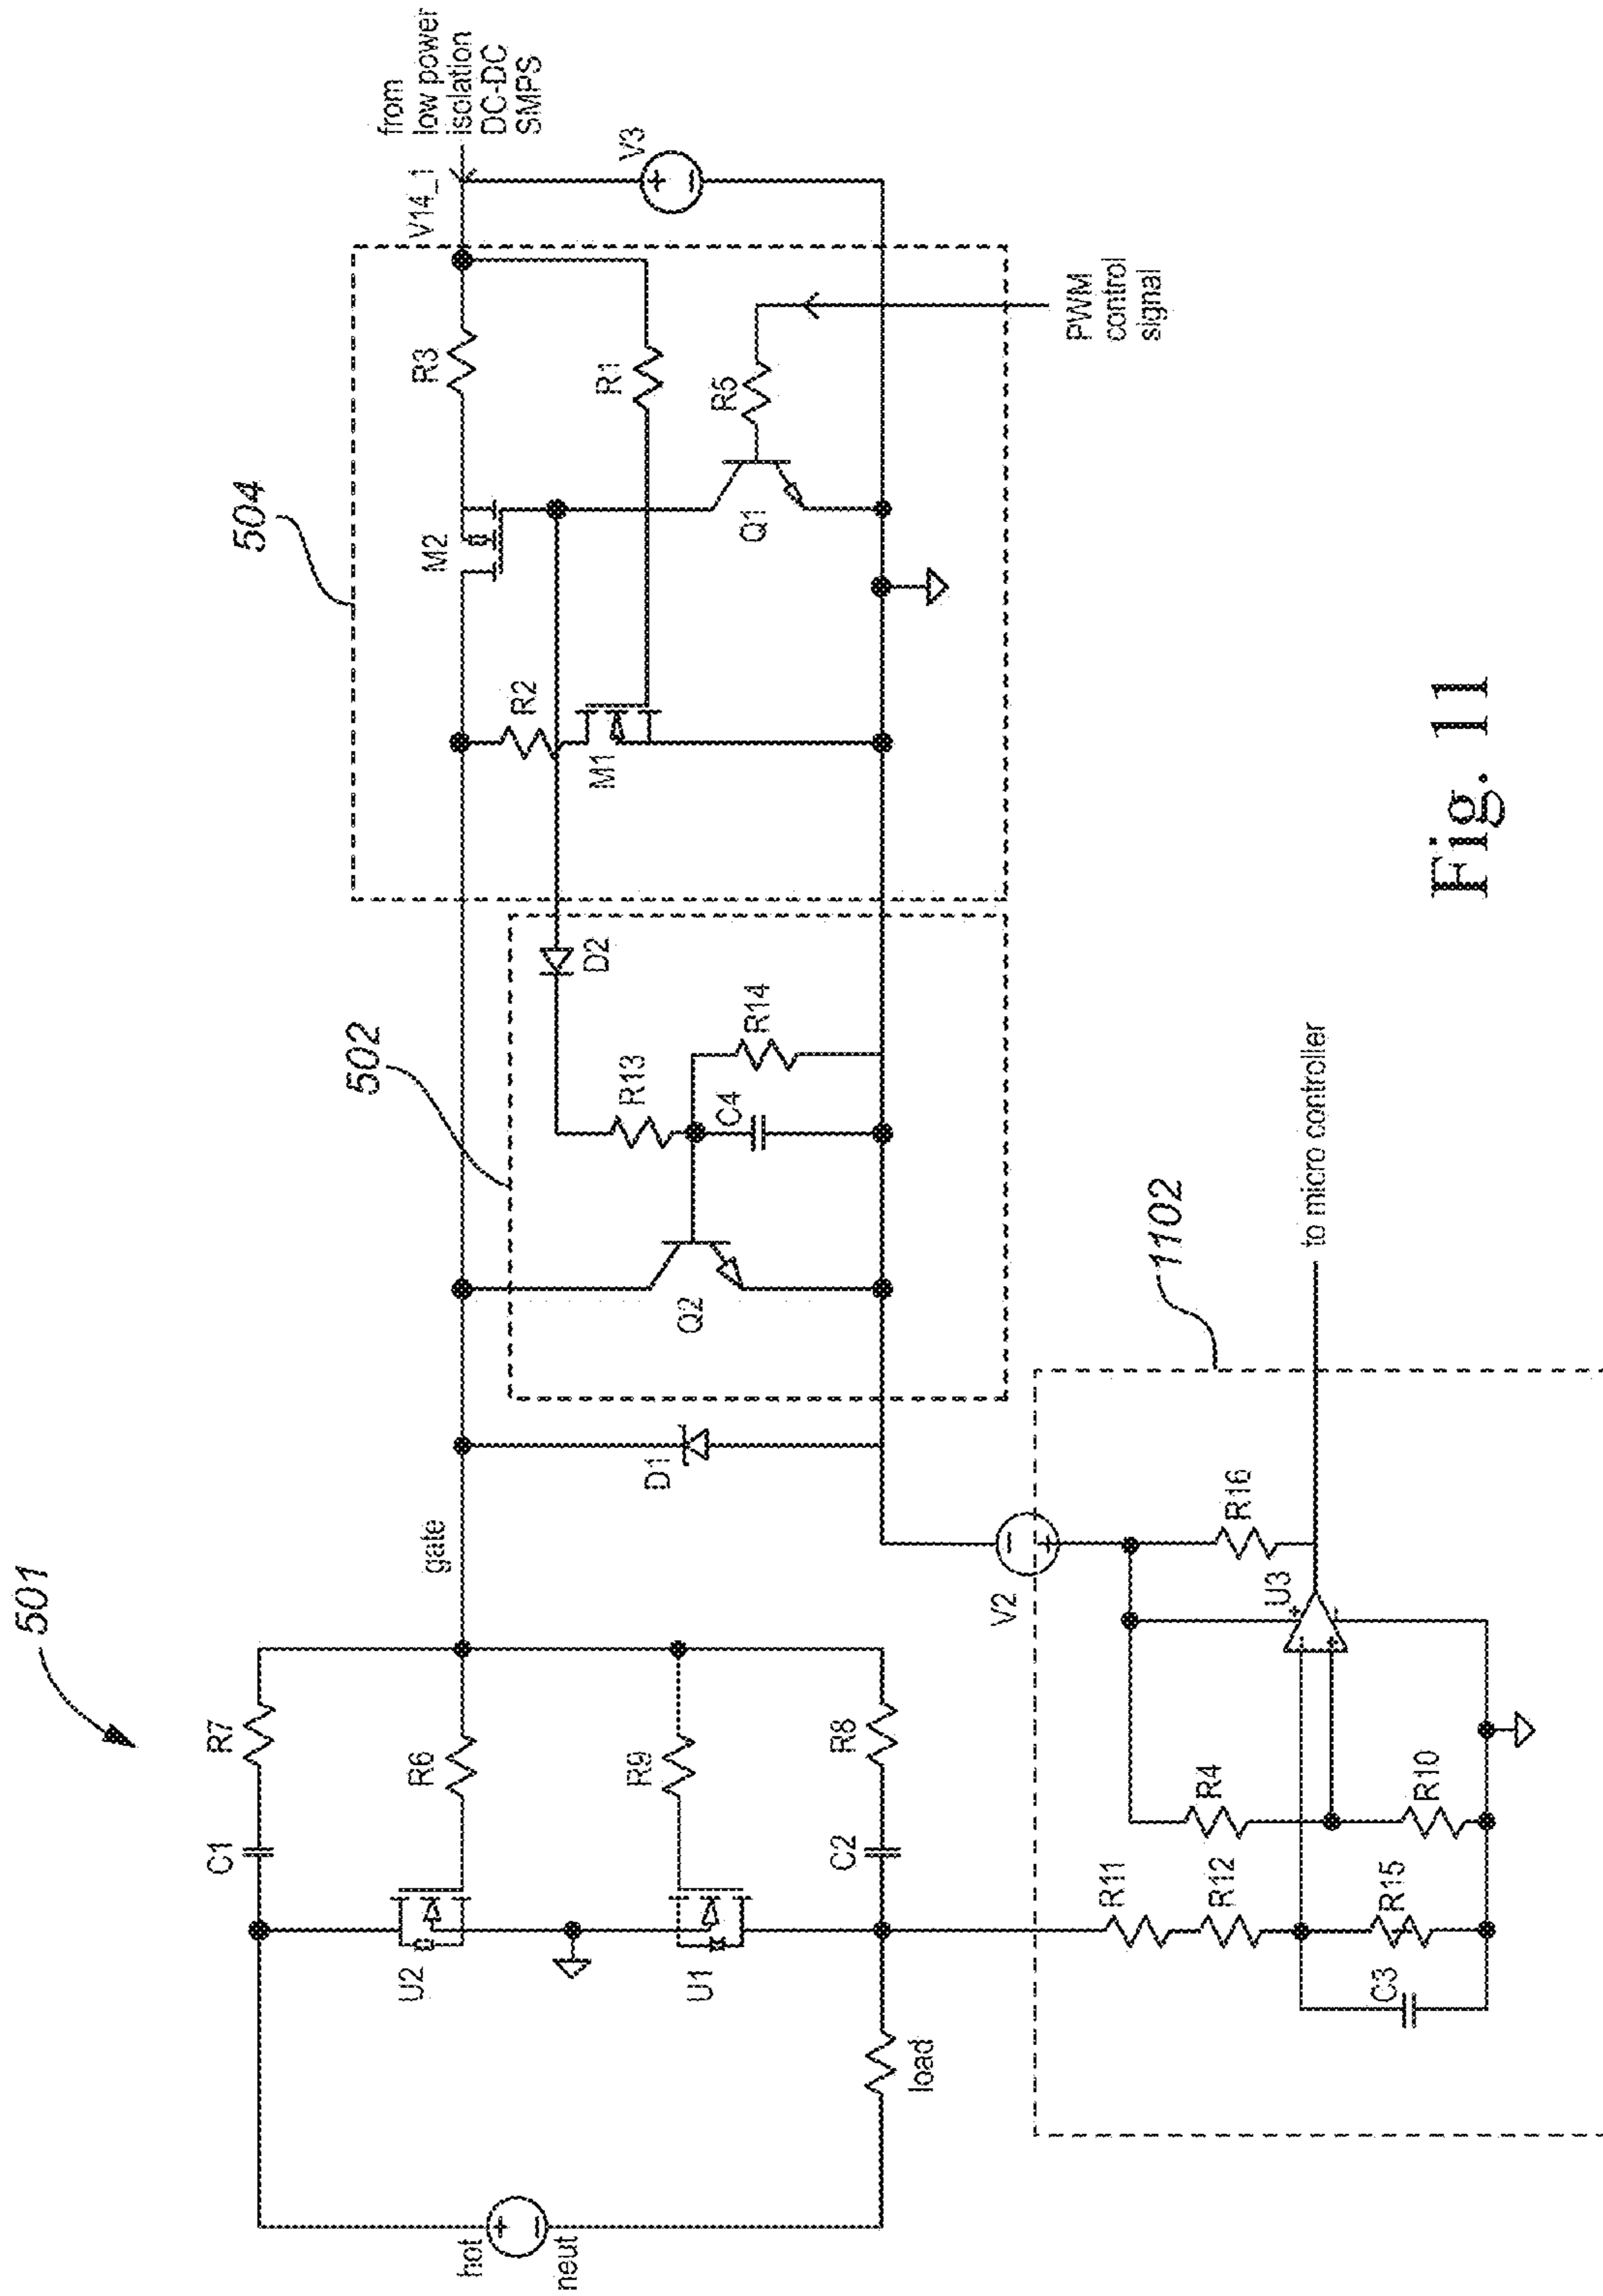 501
504
502
1102
from
low power
isolation
DC-DC
SMPS
V14_1
V3
+
−
R3
R1
R5
M2
Q1
PWM
control
signal
R2
M1
D2
R14
R13
C4
Q2
D1
gate
R7
C1
R6
R9
R8
C2
U2
U1
hot
+
−
neut
load
V2
−
+
R16
to micro controller
U3
R4
R10
R11
R12
R15
C3
Fig. 11